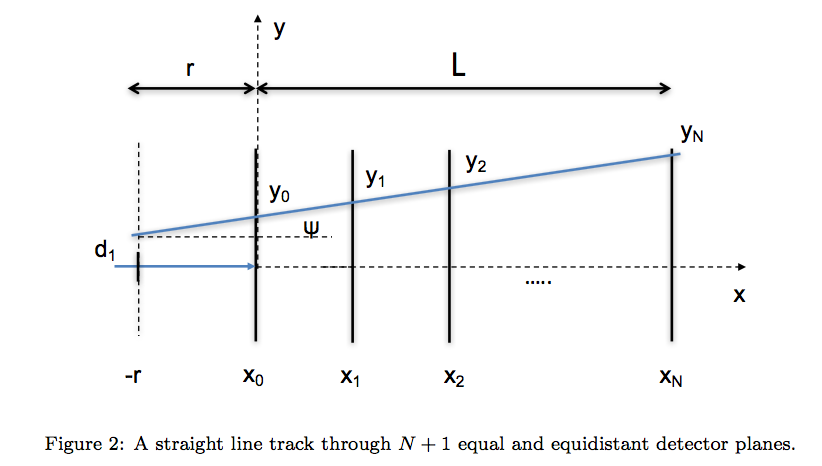 y
r
L
yN
y2
y1
y0
ψ
d1
.....
x
-r
x0
x1
x2
xN
Figure 2: A straight line track through N + 1 equal and equidistant detector planes.